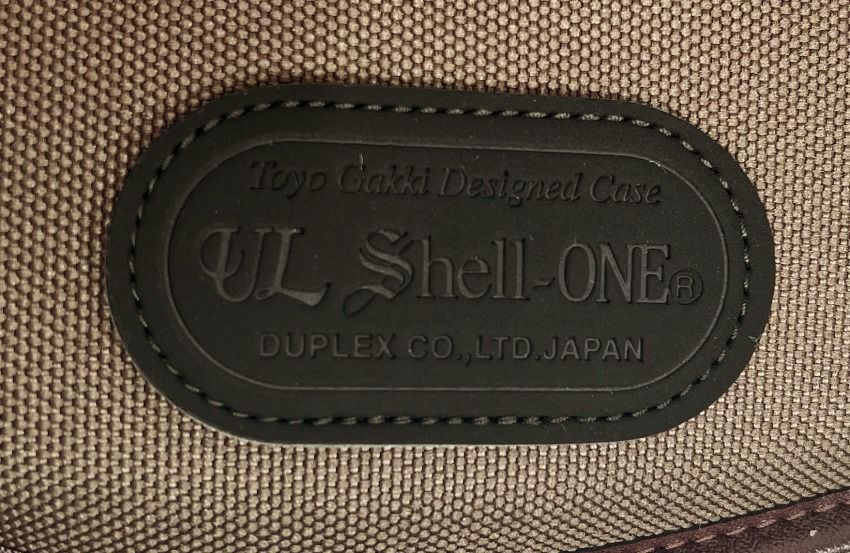 Toyo Gakki Designed Case
UL Shell-ONE®
DUPLEX CO.,LTD.JAPAN